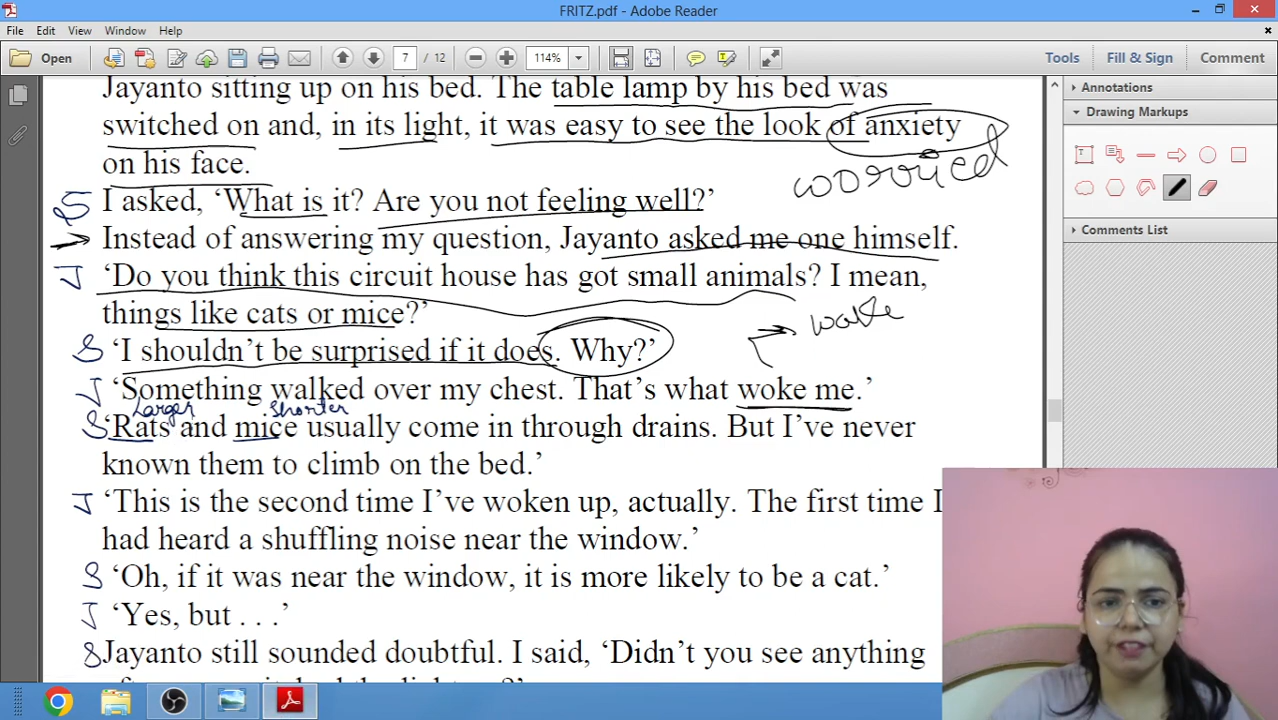 FRITZ.pdf - Adobe Reader
File Edit View Window Help
Open 7 / 12 114% Tools Fill & Sign Comment
Annotations
Drawing Markups
Comments List
Jayanto sitting up on his bed. The table lamp by his bed was
switched on and, in its light, it was easy to see the look of anxiety
on his face.
worried
S I asked, ‘What is it? Are you not feeling well?’
Instead of answering my question, Jayanto asked me one himself.
J ‘Do you think this circuit house has got small animals? I mean,
things like cats or mice?’
wake
S ‘I shouldn’t be surprised if it does. Why?’
J ‘Something walked over my chest. That’s what woke me.’
Larger shorter
S ‘Rats and mice usually come in through drains. But I’ve never
known them to climb on the bed.’
J ‘This is the second time I’ve woken up, actually. The first time I
had heard a shuffling noise near the window.’
S ‘Oh, if it was near the window, it is more likely to be a cat.’
J ‘Yes, but . . .’
S Jayanto still sounded doubtful. I said, ‘Didn’t you see anything